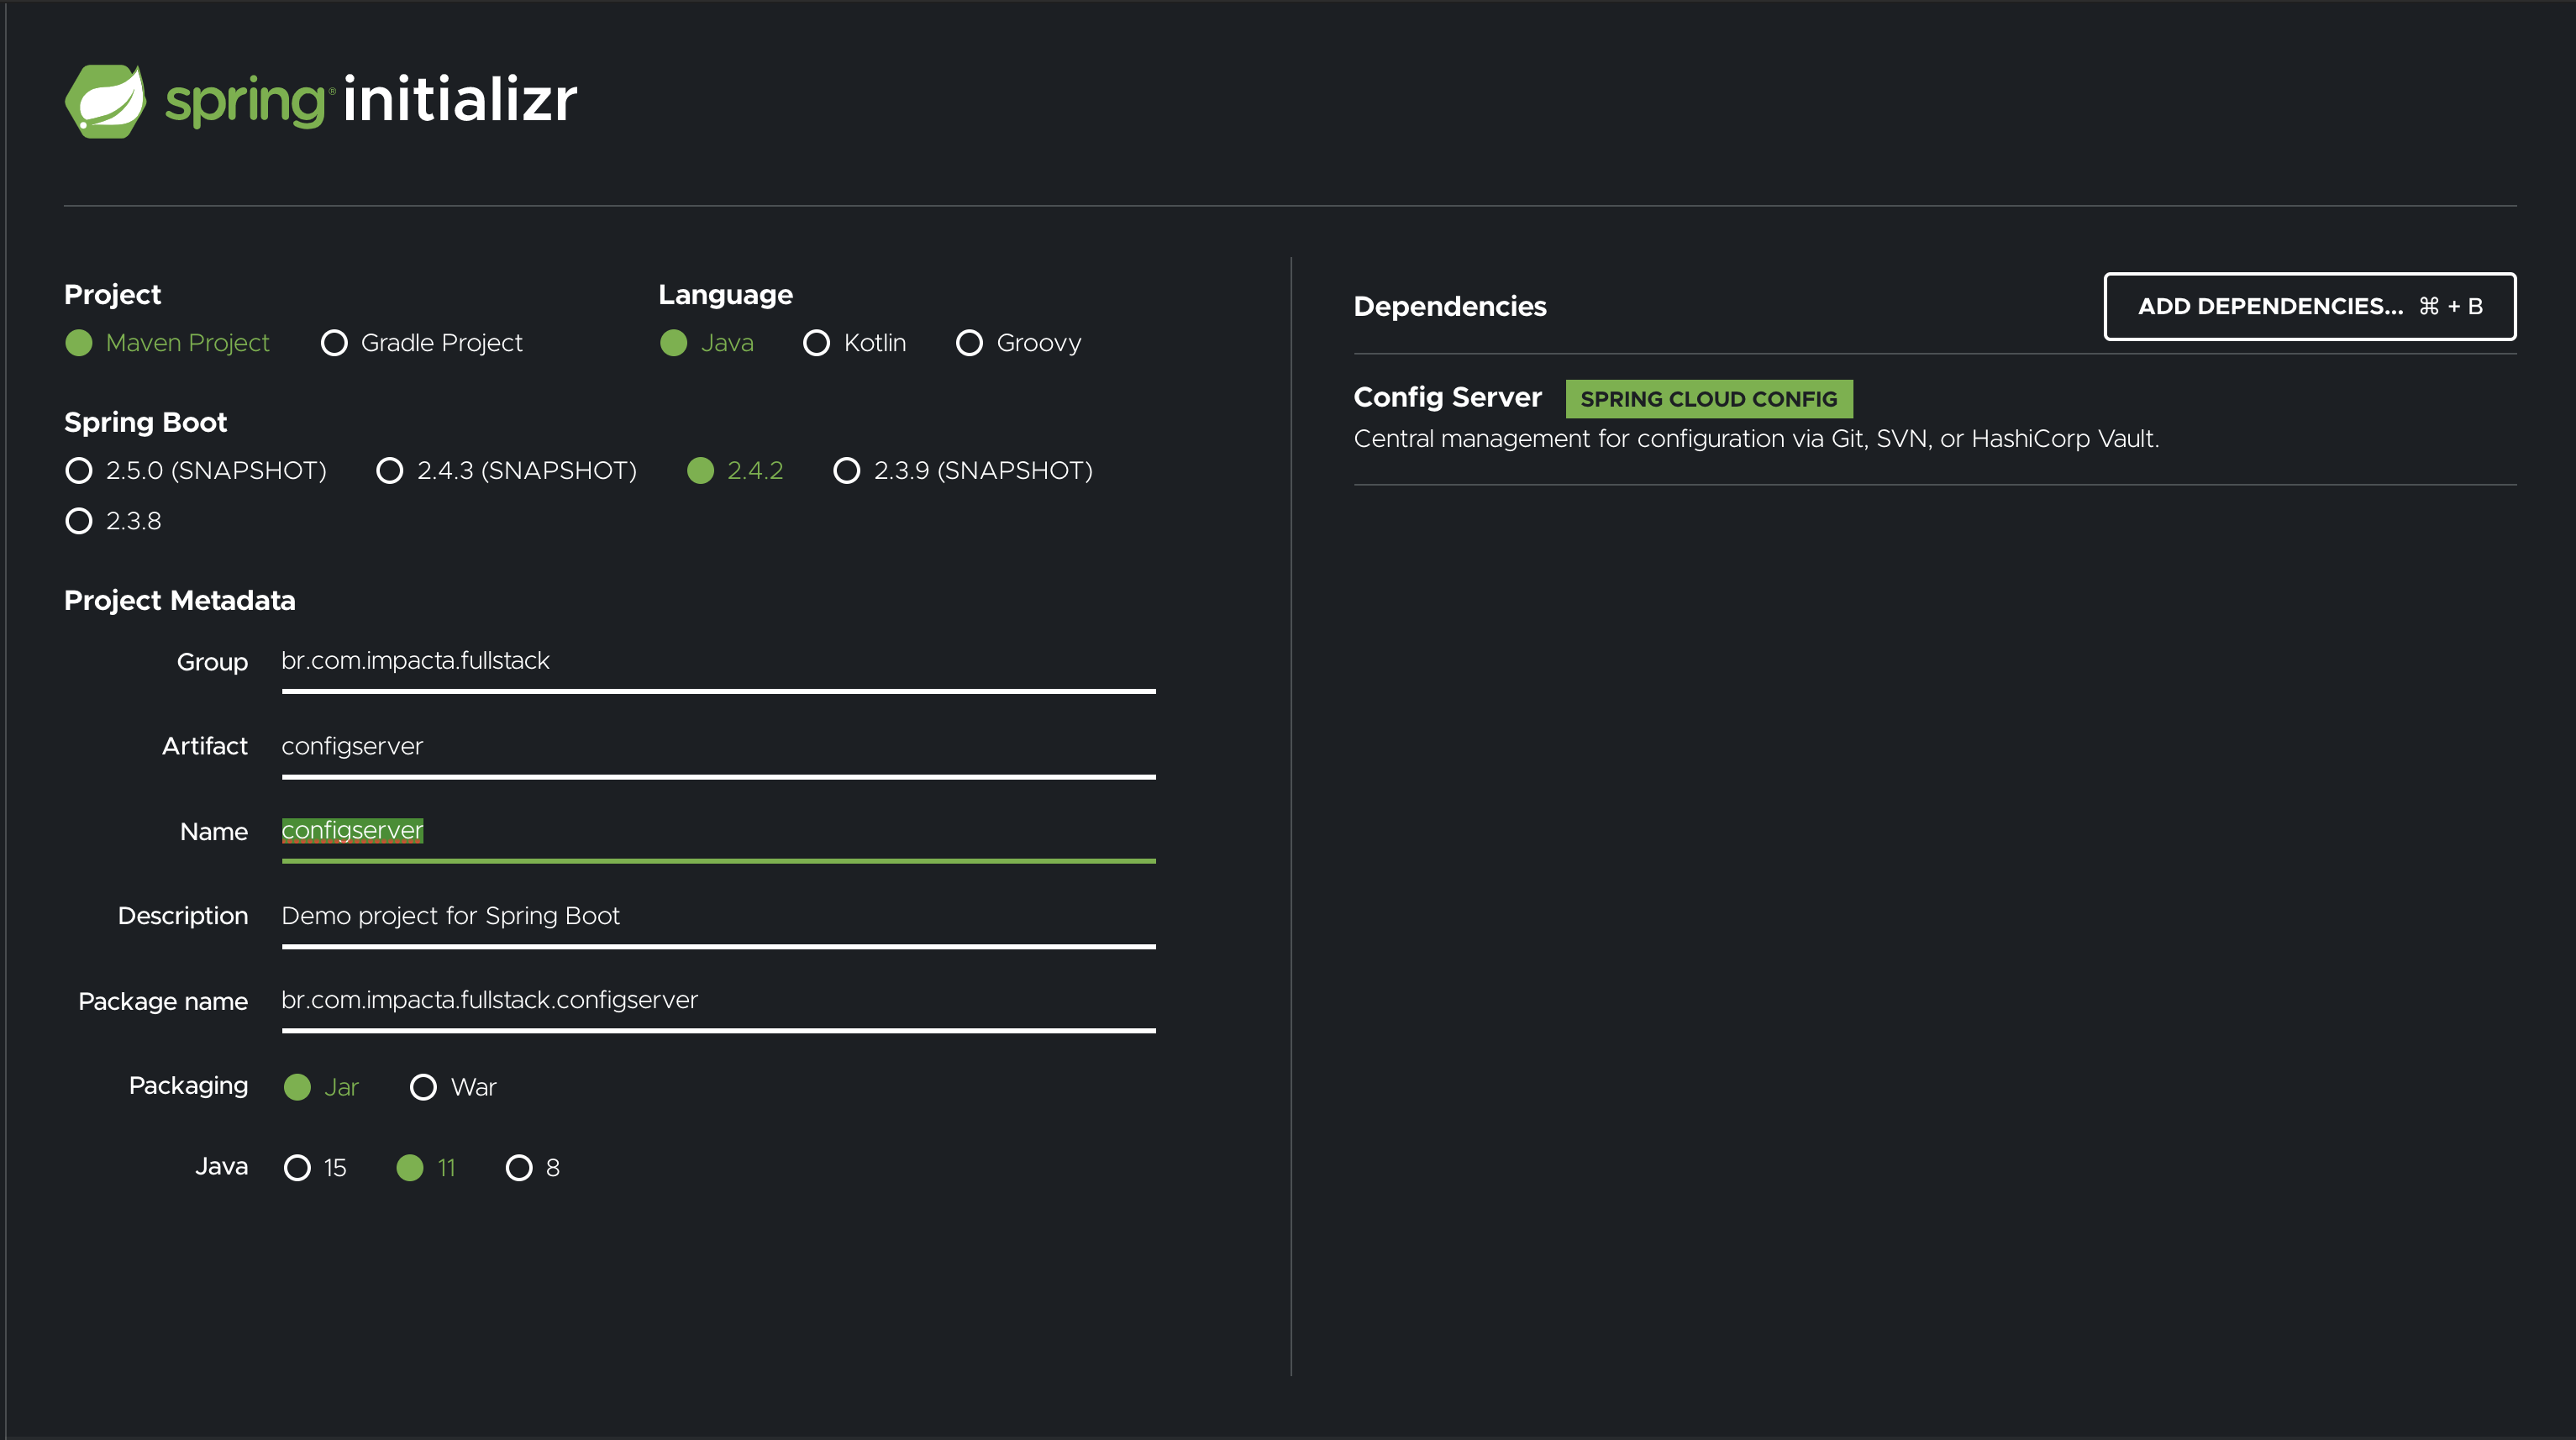 spring® initializr
Project
Maven Project Gradle Project
Language
Java Kotlin Groovy
Spring Boot
2.5.0 (SNAPSHOT) 2.4.3 (SNAPSHOT) 2.4.2 2.3.9 (SNAPSHOT)
2.3.8
Project Metadata
Group br.com.impacta.fullstack
Artifact configserver
Name configserver
Description Demo project for Spring Boot
Package name br.com.impacta.fullstack.configserver
Packaging Jar War
Java 15 11 8
Dependencies ADD DEPENDENCIES... ⌘ + B
Config Server SPRING CLOUD CONFIG
Central management for configuration via Git, SVN, or HashiCorp Vault.